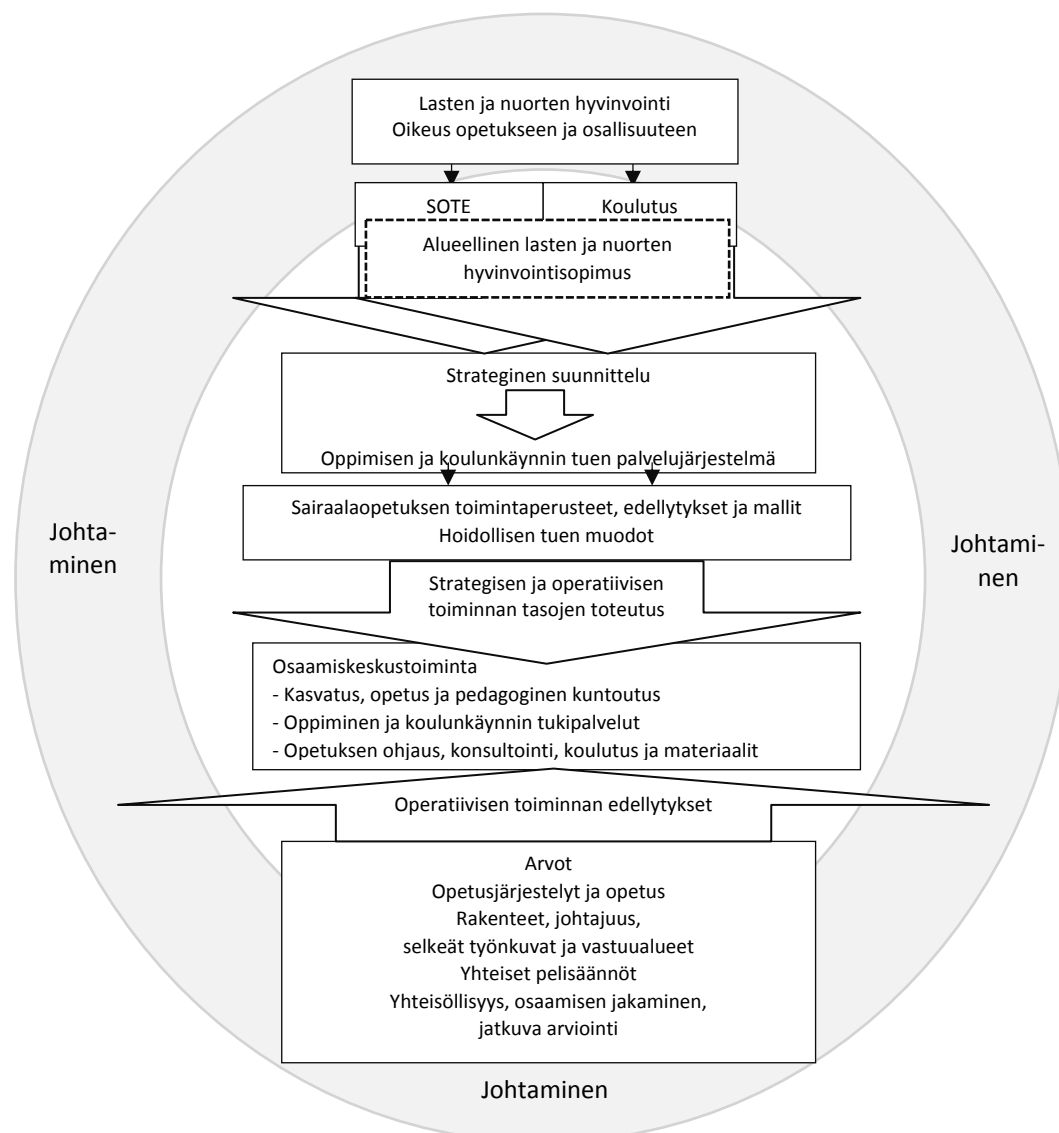 Lasten ja nuorten hyvinvointi
Oikeus opetukseen ja osallisuuteen
SOTE
Koulutus
Alueellinen lasten ja nuorten
hyvinvointisopimus
Strateginen suunnittelu
Oppimisen ja koulunkäynnin tuen palvelujärjestelmä
Sairaalaopetuksen toimintaperusteet, edellytykset ja mallit
Hoidollisen tuen muodot
Johta-
minen
Johtami-
nen
Strategisen ja operatiivisen
toiminnan tasojen toteutus
Osaamiskeskustoiminta
- Kasvatus, opetus ja pedagoginen kuntoutus
- Oppiminen ja koulunkäynnin tukipalvelut
- Opetuksen ohjaus, konsultointi, koulutus ja materiaalit
Operatiivisen toiminnan edellytykset
Arvot
Opetusjärjestelyt ja opetus
Rakenteet, johtajuus,
selkeät työnkuvat ja vastuualueet
Yhteiset pelisäännöt
Yhteisöllisyys, osaamisen jakaminen,
jatkuva arviointi
Johtaminen